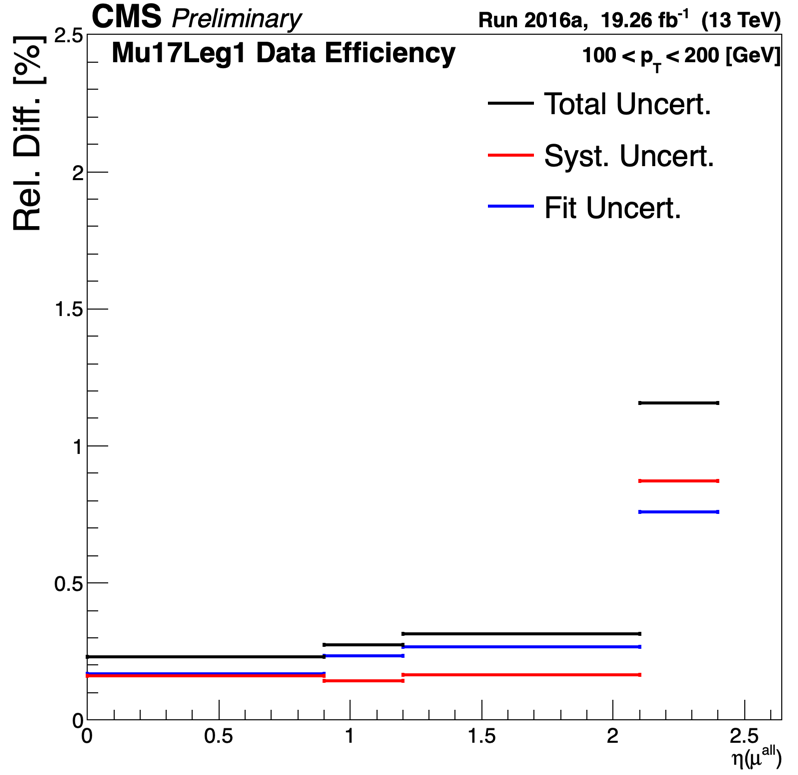 CMS Preliminary Run 2016a, 19.26 fb⁻¹ (13 TeV)
Mu17Leg1 Data Efficiency 100 < p_T < 200 [GeV]
Rel. Diff. [%]
Total Uncert.
Syst. Uncert.
Fit Uncert.
2.5
2
1.5
1
0.5
0
0 0.5 1 1.5 2 2.5
η(μ^all)